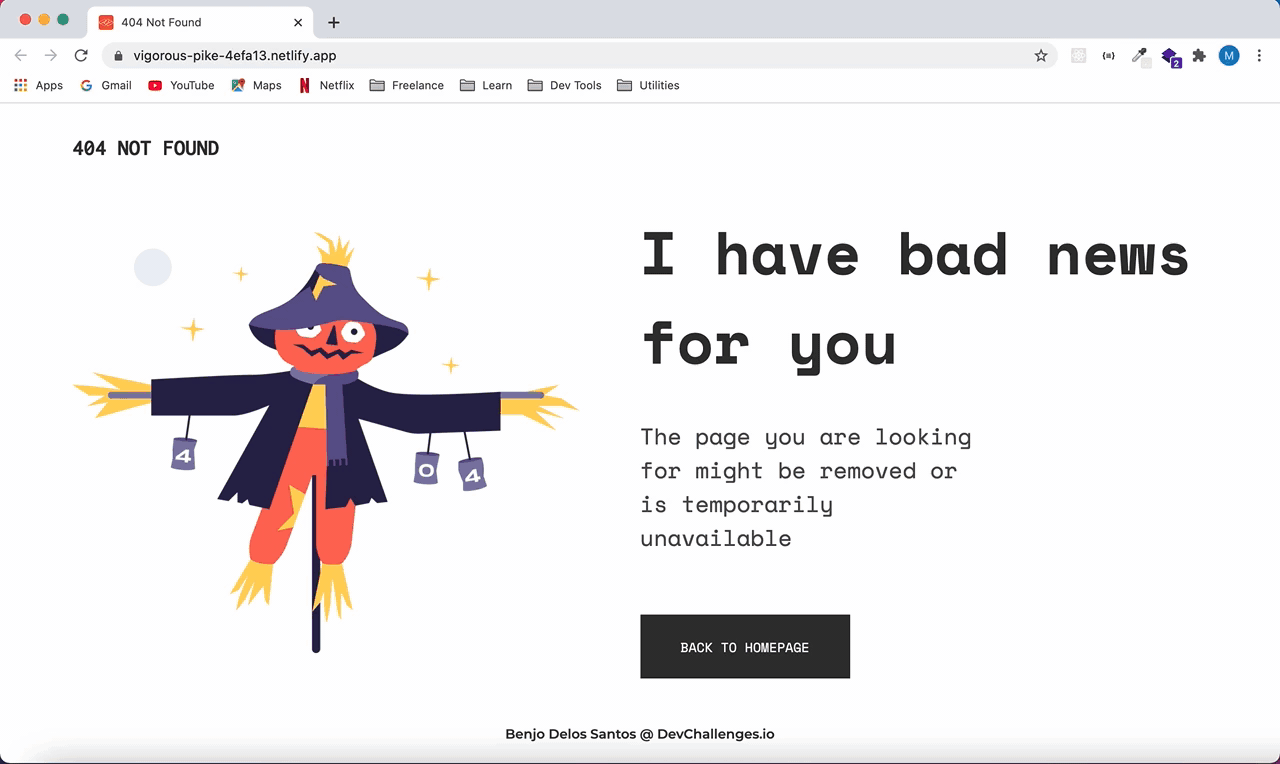 404 Not Found
vigorous-pike-4efa13.netlify.app
{a}
2
M
Apps Gmail YouTube Maps Netflix Freelance Learn Dev Tools Utilities
404 NOT FOUND
I have bad news
for you
4
0
4
The page you are looking
for might be removed or
is temporarily
unavailable
BACK TO HOMEPAGE
Benjo Delos Santos @ DevChallenges.io